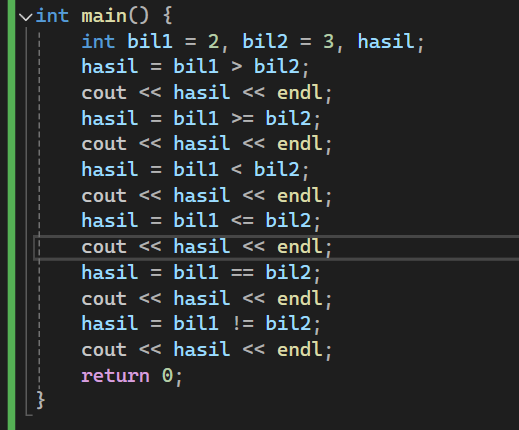 int main() {
int bil1 = 2, bil2 = 3, hasil;
hasil = bil1 > bil2;
cout << hasil << endl;
hasil = bil1 >= bil2;
cout << hasil << endl;
hasil = bil1 < bil2;
cout << hasil << endl;
hasil = bil1 <= bil2;
cout << hasil << endl;
hasil = bil1 == bil2;
cout << hasil << endl;
hasil = bil1 != bil2;
cout << hasil << endl;
return 0;
}